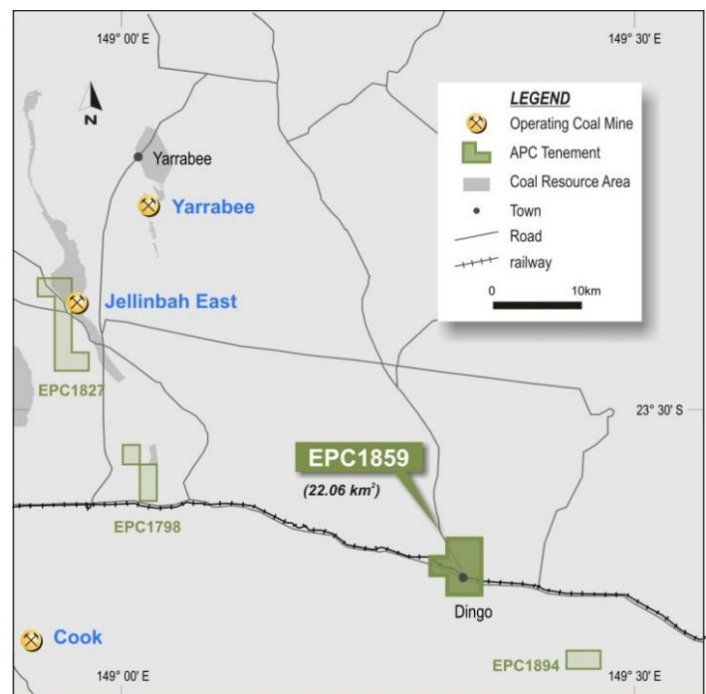 149° 00' E
149° 30' E
N
LEGEND
Operating Coal Mine
APC Tenement
Coal Resource Area
Town
Road
railway
0 10km
Yarrabee
Yarrabee
Jellinbah East
EPC1827
23° 30' S
EPC1859
(22.06 km²)
EPC1798
Dingo
Cook
EPC1894
149° 00' E
149° 30' E